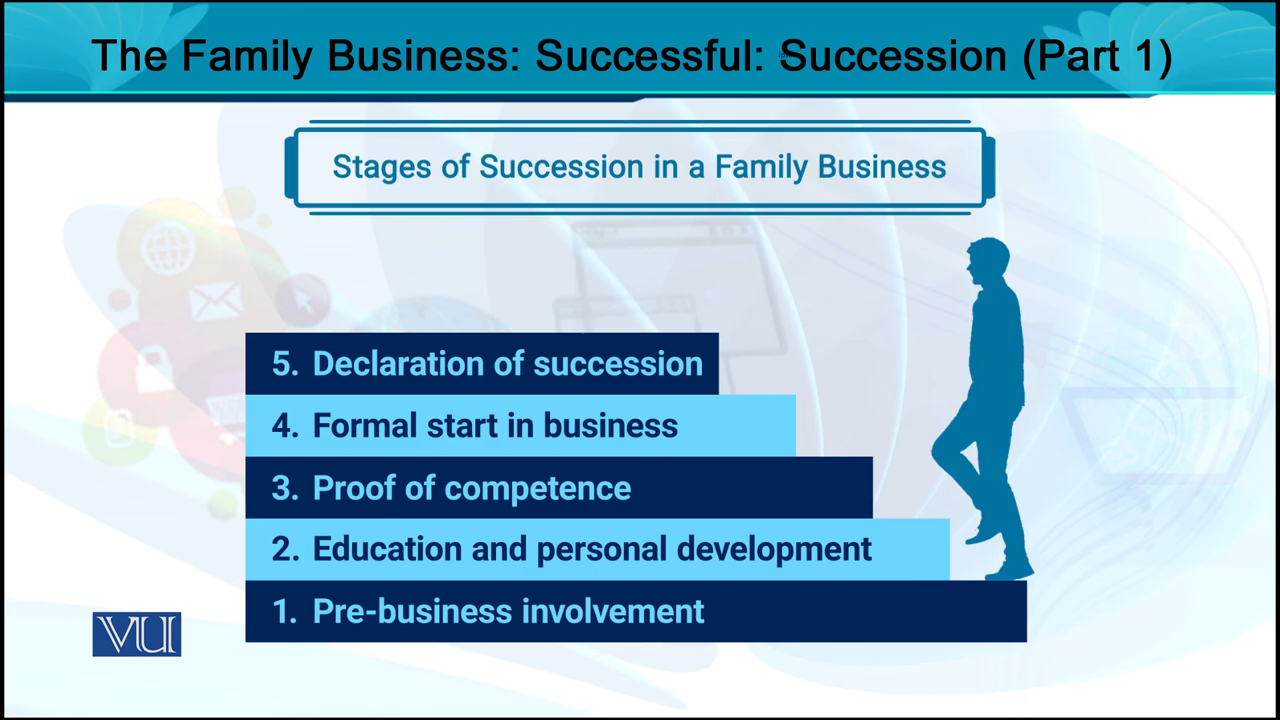 The Family Business: Successful: Succession (Part 1)
Stages of Succession in a Family Business
5. Declaration of succession
4. Formal start in business
3. Proof of competence
2. Education and personal development
1. Pre-business involvement
VU